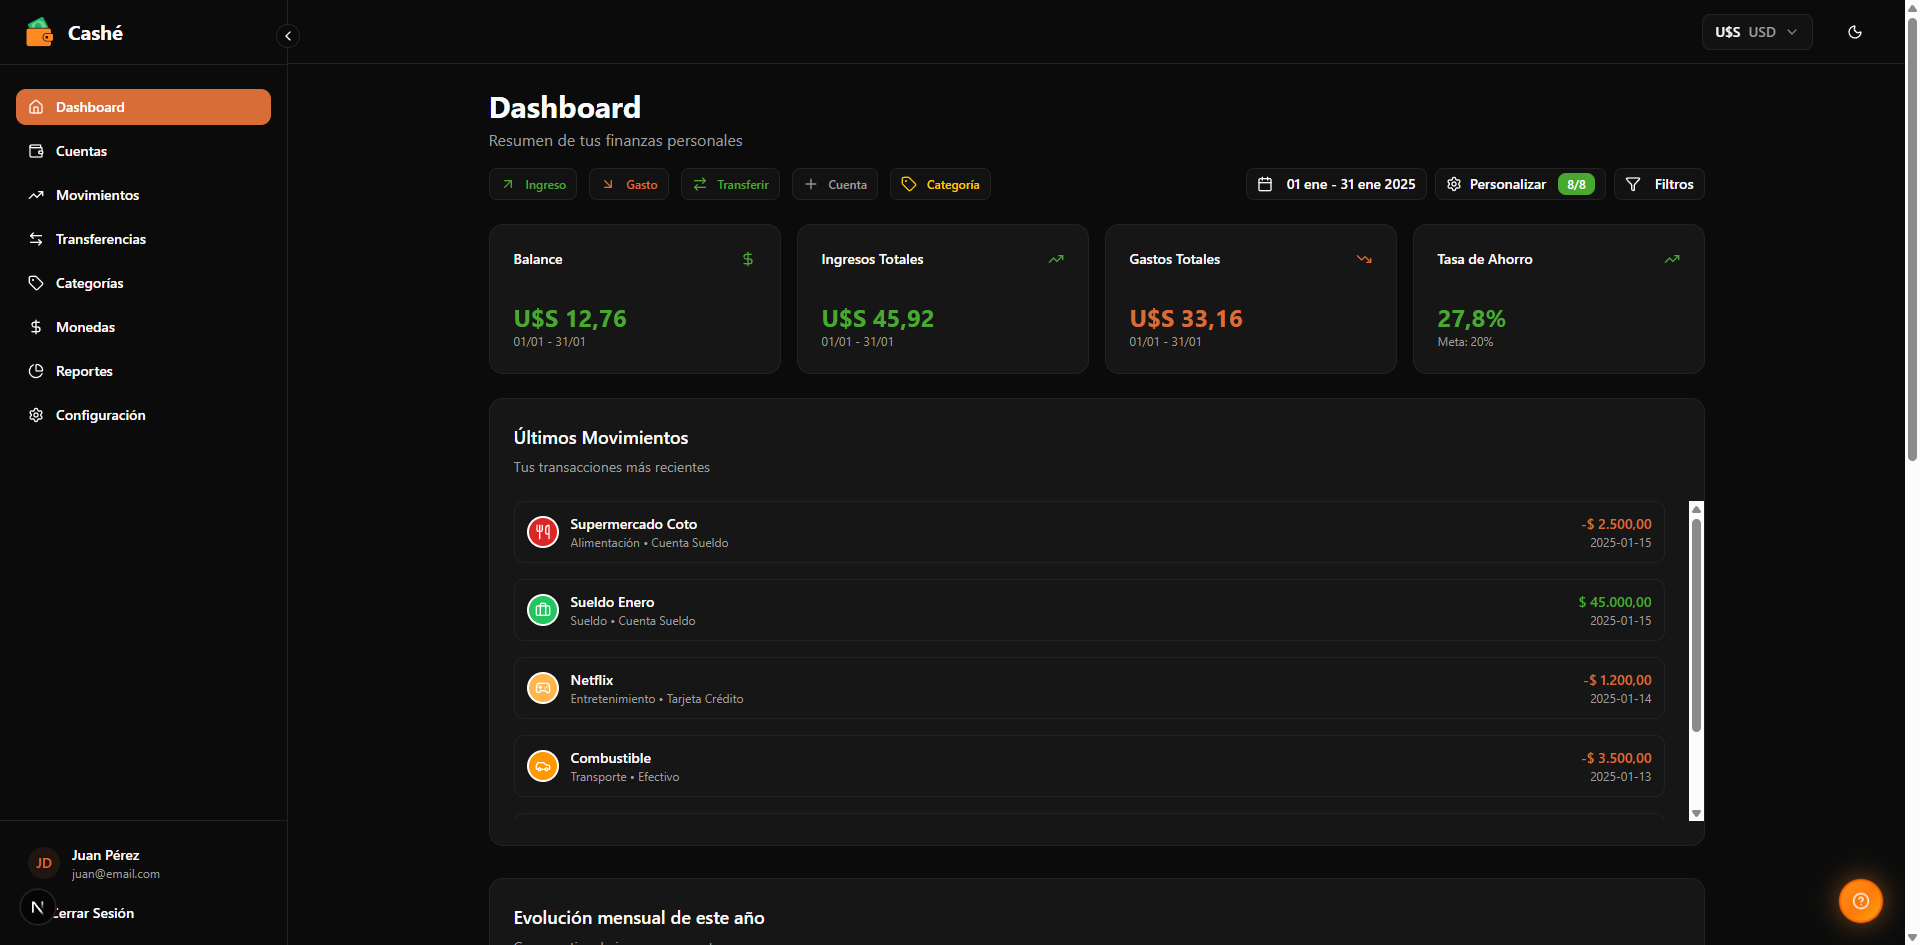 Cashé
U$S USD
Dashboard
Cuentas
Movimientos
Transferencias
Categorías
Monedas
Reportes
Configuración
JD
Juan Pérez
juan@email.com
N
Cerrar Sesión
Dashboard
Resumen de tus finanzas personales
Ingreso
Gasto
Transferir
Cuenta
Categoría
01 ene - 31 ene 2025
Personalizar 8/8
Filtros
Balance
U$S 12,76
01/01 - 31/01
Ingresos Totales
U$S 45,92
01/01 - 31/01
Gastos Totales
U$S 33,16
01/01 - 31/01
Tasa de Ahorro
27,8%
Meta: 20%
Últimos Movimientos
Tus transacciones más recientes
Supermercado Coto
Alimentación • Cuenta Sueldo
-$ 2.500,00
2025-01-15
Sueldo Enero
Sueldo • Cuenta Sueldo
$ 45.000,00
2025-01-15
Netflix
Entretenimiento • Tarjeta Crédito
-$ 1.200,00
2025-01-14
Combustible
Transporte • Efectivo
-$ 3.500,00
2025-01-13
Evolución mensual de este año